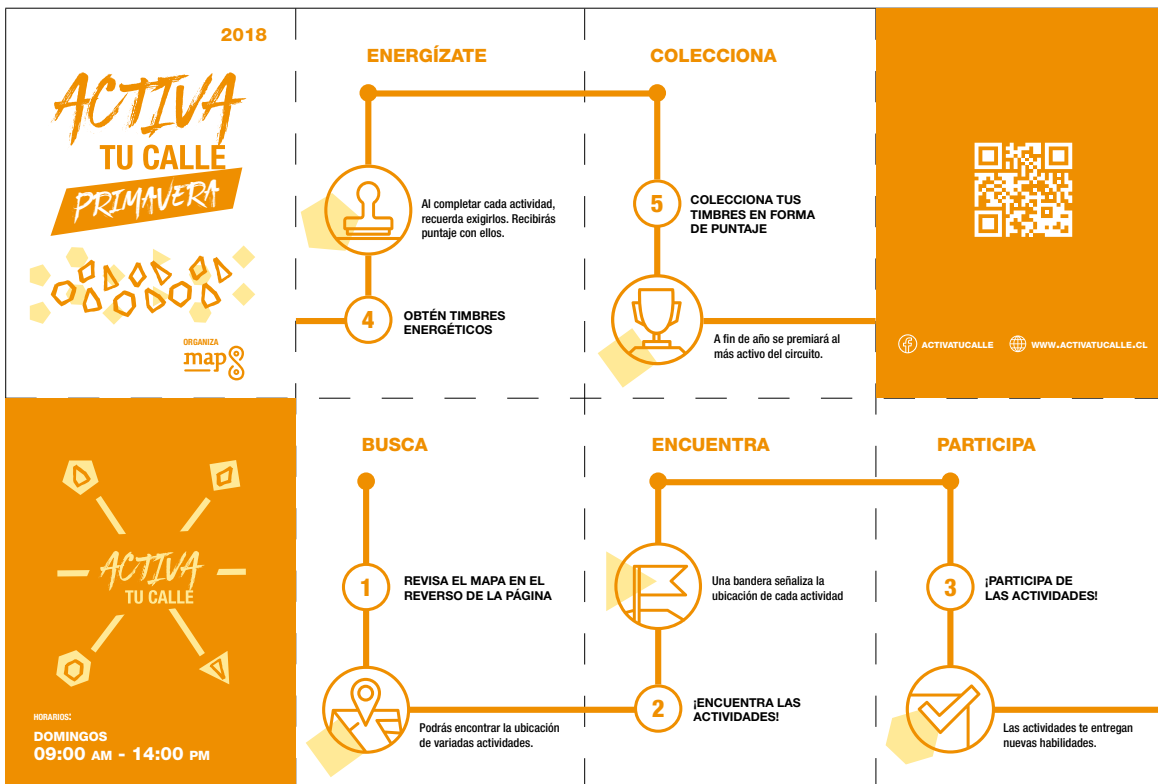 2018
ACTIVA
TU CALLE
PRIMAVERA
ORGANIZA
map8
ENERGÍZATE
Al completar cada actividad,
recuerda exigirlos. Recibirás
puntaje con ellos.
4
OBTÉN TIMBRES
ENERGÉTICOS
COLECCIONA
5
COLECCIONA TUS
TIMBRES EN FORMA
DE PUNTAJE
A fin de año se premiará al
más activo del circuito.
ACTIVATUCALLE
WWW.ACTIVATUCALLE.CL
ACTIVA
TU CALLE
HORARIOS:
DOMINGOS
09:00 AM - 14:00 PM
BUSCA
1
REVISA EL MAPA EN EL
REVERSO DE LA PÁGINA
Podrás encontrar la ubicación
de variadas actividades.
ENCUENTRA
Una bandera señaliza la
ubicación de cada actividad
2
¡ENCUENTRA LAS
ACTIVIDADES!
PARTICIPA
3
¡PARTICIPA DE
LAS ACTIVIDADES!
Las actividades te entregan
nuevas habilidades.